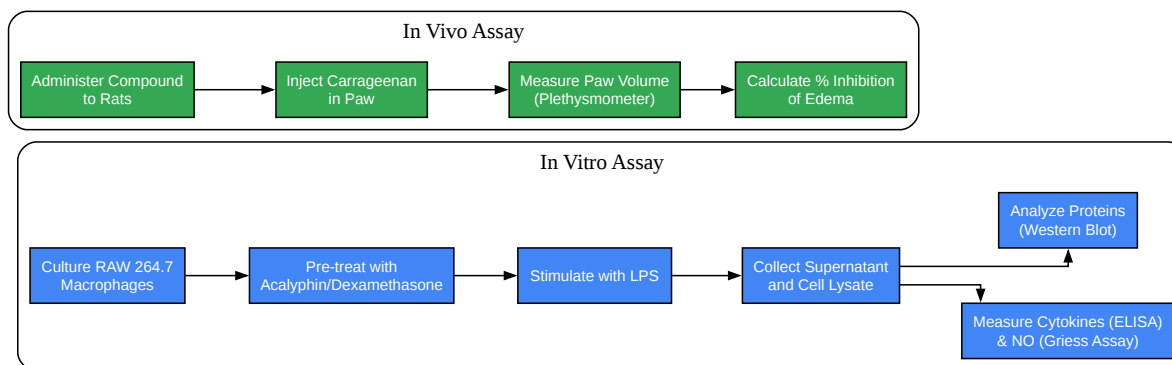 In Vivo Assay
Administer Compound
to Rats
Inject Carrageenan
in Paw
Measure Paw Volume
(Plethysmometer)
Calculate % Inhibition
of Edema
In Vitro Assay
Culture RAW 264.7
Macrophages
Pre-treat with
Acalyphin/Dexamethasone
Stimulate with LPS
Collect Supernatant
and Cell Lysate
Analyze Proteins
(Western Blot)
Measure Cytokines (ELISA)
& NO (Griess Assay)